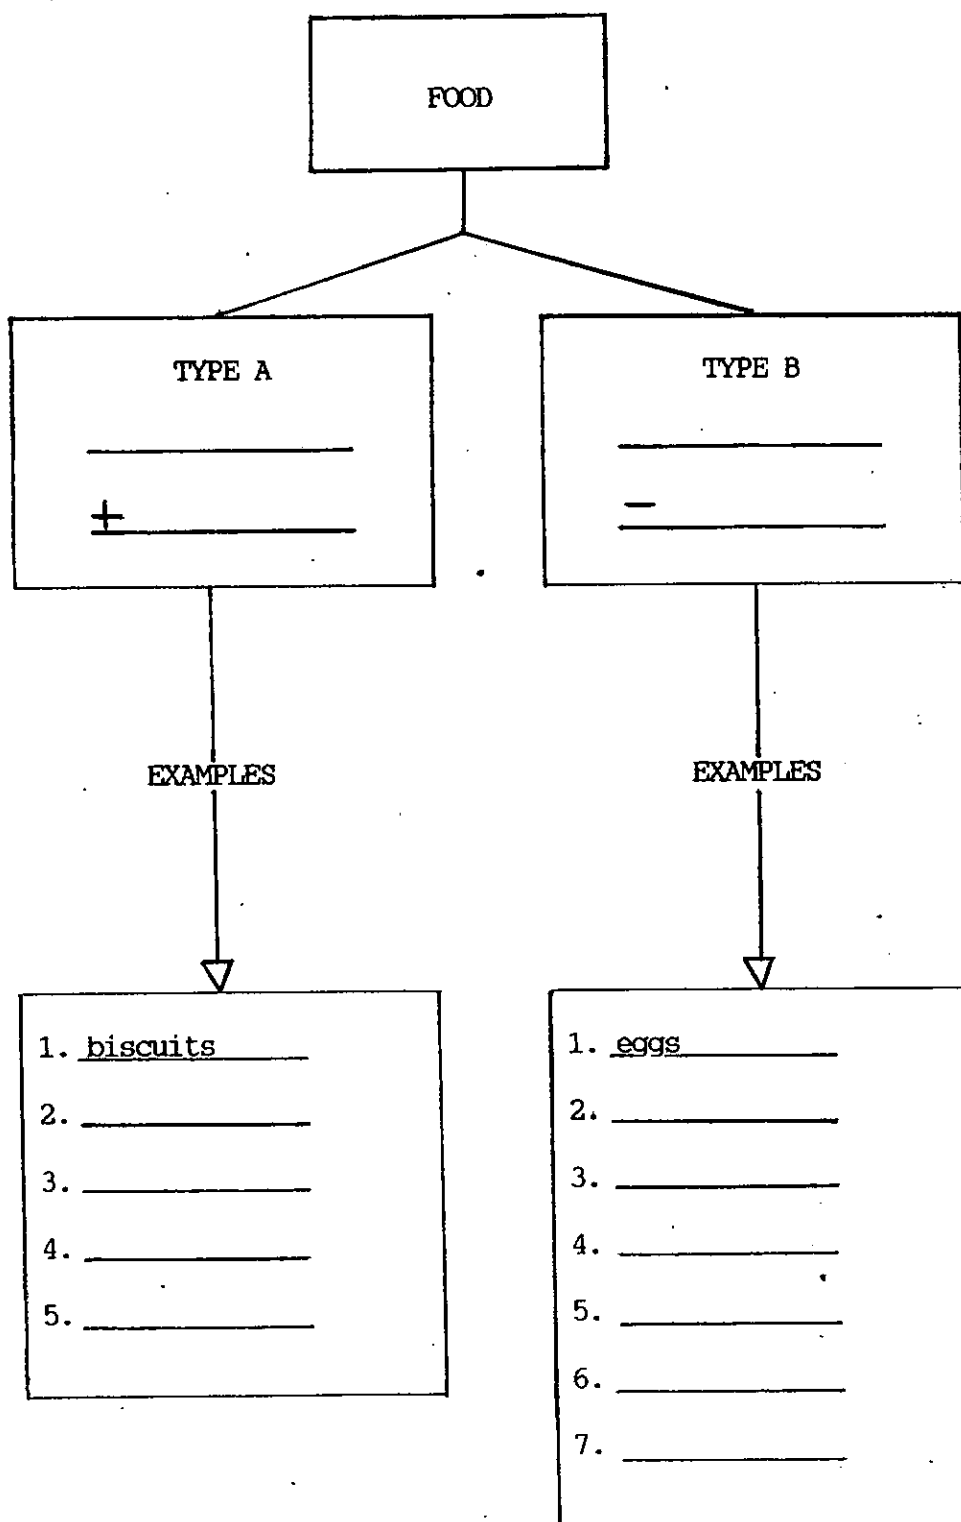 FOOD
TYPE A
+
EXAMPLES
1. biscuits
2.
3.
4.
5.
TYPE B
-
EXAMPLES
1. eggs
2.
3.
4.
5.
6.
7.